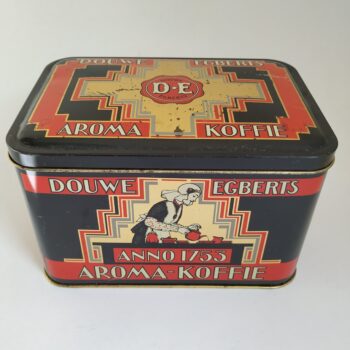 DOUWE EGBERTS
D·E
AROMA KOFFIE
DOUWE EGBERTS
ANNO 1753
AROMA-KOFFIE